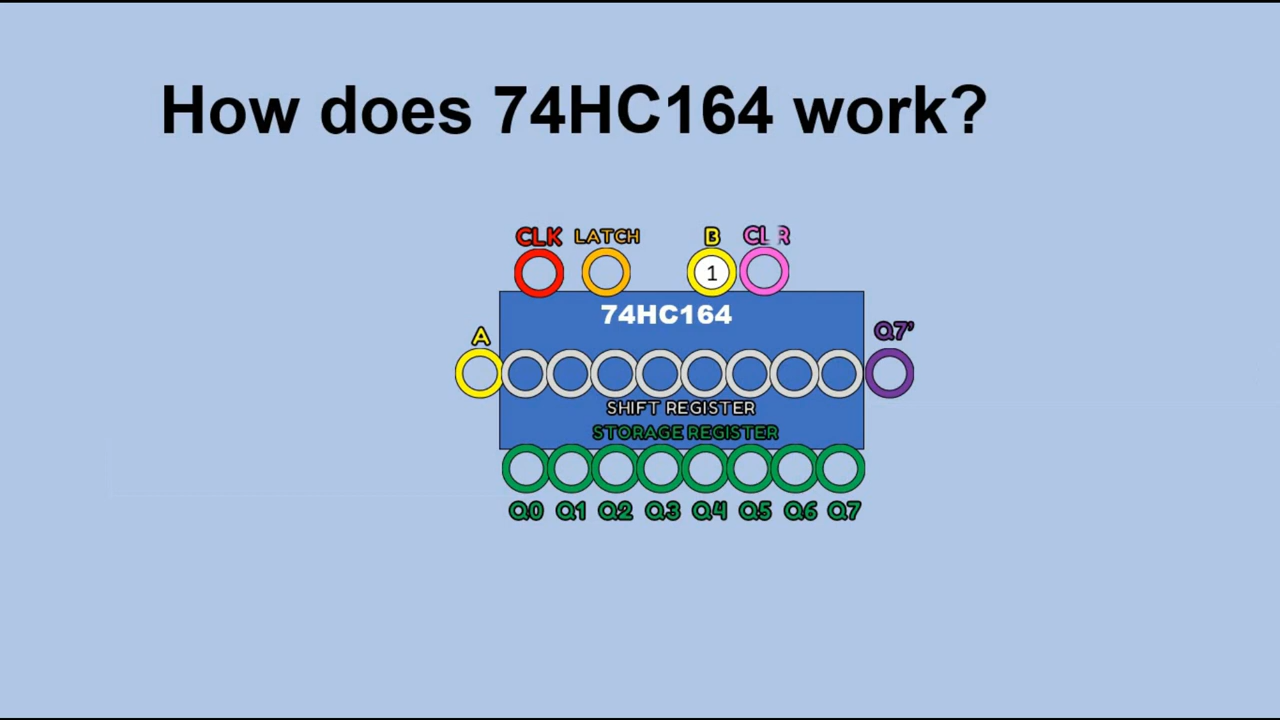 How does 74HC164 work?
CLK LATCH B CLR
1
74HC164
A
Q7'
SHIFT REGISTER
STORAGE REGISTER
Q0 Q1 Q2 Q3 Q4 Q5 Q6 Q7